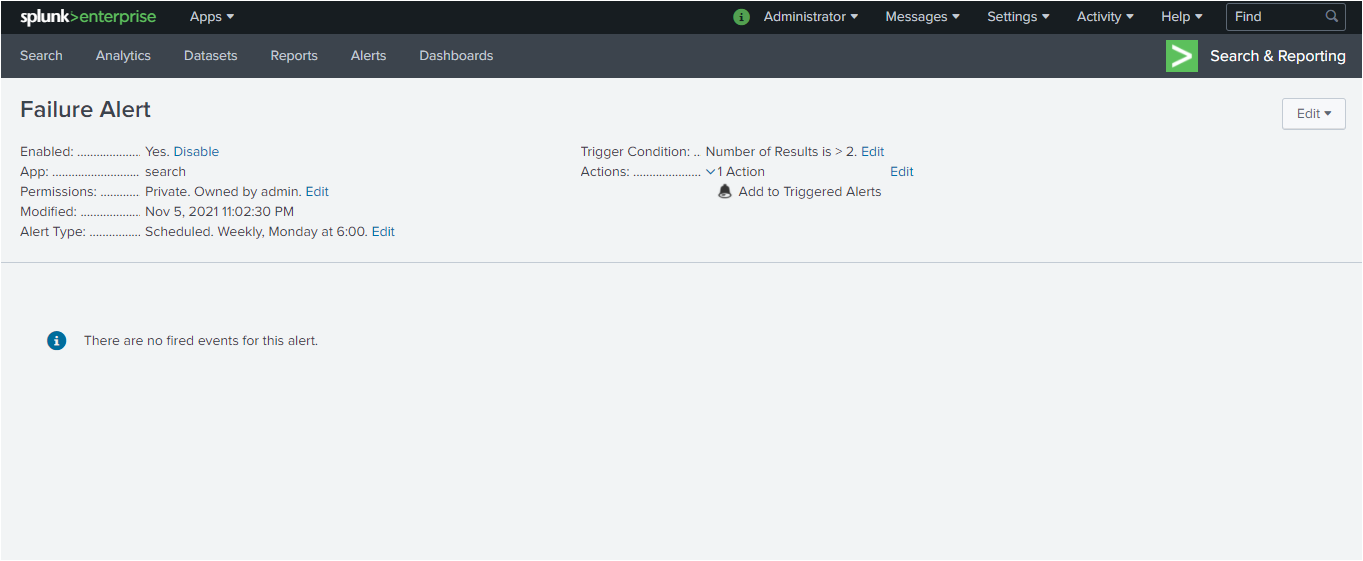 splunk>enterprise Apps Administrator Messages Settings Activity Help Find
Search Analytics Datasets Reports Alerts Dashboards Search & Reporting
Failure Alert
Edit
Enabled: .................... Yes. Disable
App: ........................... search
Permissions: ............ Private. Owned by admin. Edit
Modified: ................... Nov 5, 2021 11:02:30 PM
Alert Type: ................ Scheduled. Weekly, Monday at 6:00. Edit
Trigger Condition: .. Number of Results is > 2. Edit
Actions: ..................... 1 Action Edit
Add to Triggered Alerts
There are no fired events for this alert.